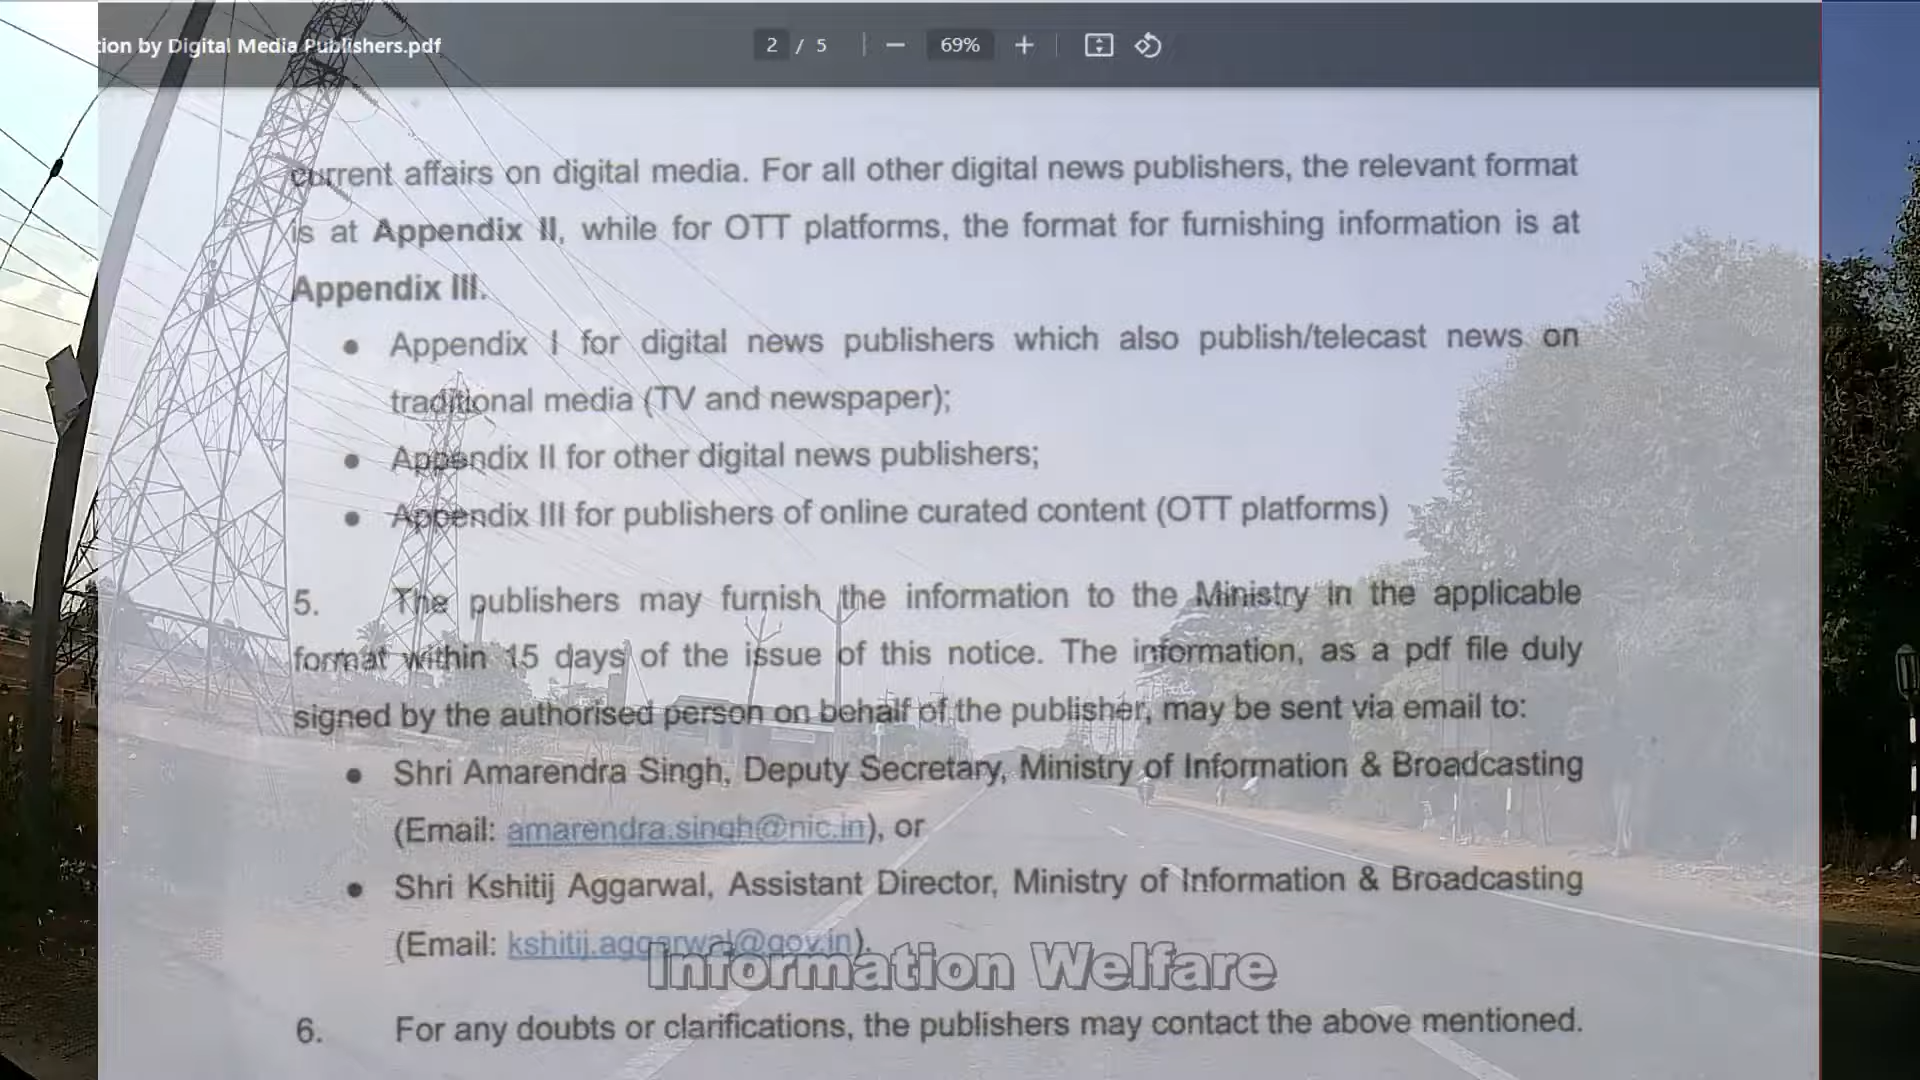 tion by Digital Media Publishers.pdf
2 / 5
69%
current affairs on digital media. For all other digital news publishers, the relevant format
is at Appendix II, while for OTT platforms, the format for furnishing information is at
Appendix III.
● Appendix I for digital news publishers which also publish/telecast news on
traditional media (TV and newspaper);
● Appendix II for other digital news publishers;
● Appendix III for publishers of online curated content (OTT platforms)
5. The publishers may furnish the information to the Ministry in the applicable
format within 15 days of the issue of this notice. The information, as a pdf file duly
signed by the authorised person on behalf of the publisher, may be sent via email to:
● Shri Amarendra Singh, Deputy Secretary, Ministry of Information & Broadcasting
(Email: amarendra.singh@nic.in), or
● Shri Kshitij Aggarwal, Assistant Director, Ministry of Information & Broadcasting
(Email: kshitij.aggarwal@gov.in).
Information Welfare
6. For any doubts or clarifications, the publishers may contact the above mentioned.